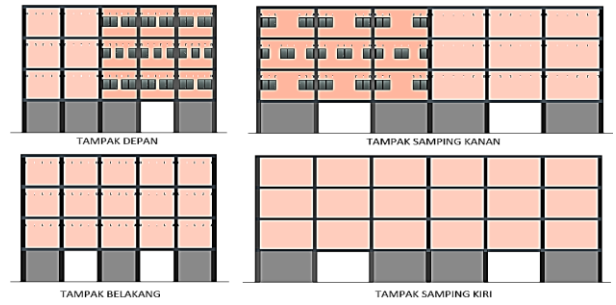 TAMPAK DEPAN
TAMPAK SAMPING KANAN
TAMPAK BELAKANG
TAMPAK SAMPING KIRI